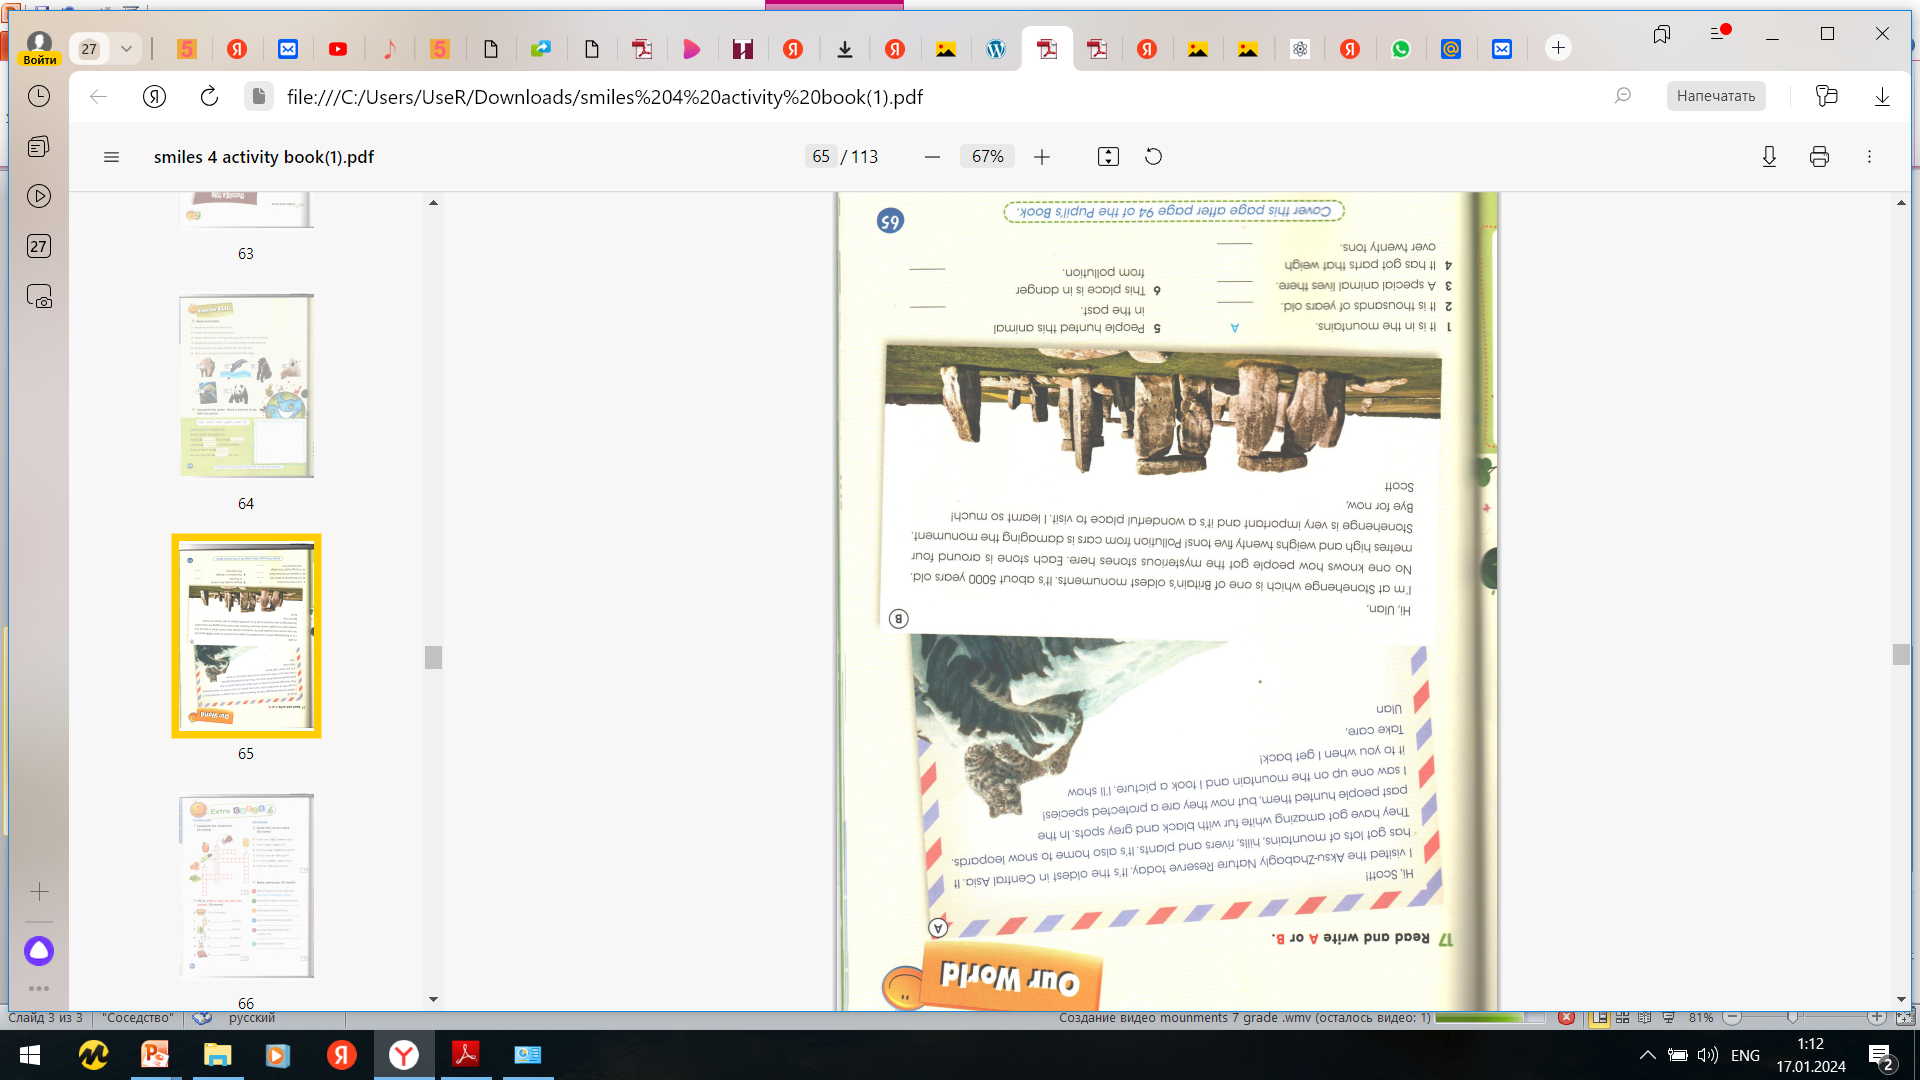 Войти
27
file:///C:/Users/UseR/Downloads/smiles%204%20activity%20book(1).pdf
Напечатать
smiles 4 activity book(1).pdf
65 / 113
67%
27
63
64
65
66
Our World
17 Read and write A or B.
A
Hi, Scott!
I visited the Aksu-Zhabagly Nature Reserve today. It's the oldest in Central Asia. It
has got lots of mountains, hills, rivers and plants. It's also home to snow leopards.
They have got amazing white fur with black and grey spots. In the
past people hunted them, but now they are a protected species!
I saw one up on the mountain and I took a picture. I'll show
it to you when I get back!
Take care,
Ulan
B
Hi, Ulan,
I'm at Stonehenge which is one of Britain's oldest monuments. It's about 5000 years old.
No one knows how people got the mysterious stones here. Each stone is around four
metres high and weighs twenty five tons! Pollution from cars is damaging the monument.
Stonehenge is very important and it's a wonderful place to visit. I learnt so much!
Bye for now,
Scott
1 It is in the mountains. A
2 It is thousands of years old.
3 A special animal lives there.
4 It has got parts that weigh
over twenty tons.
5 People hunted this animal
in the past.
6 This place is in danger
from pollution.
Cover this page after page 94 of the Pupil's Book.
65
Слайд 3 из 3 "Соседство" русский
Создание видео mounments 7 grade .wmv (осталось видео: 1)
81%
ENG
1:12
17.01.2024
2